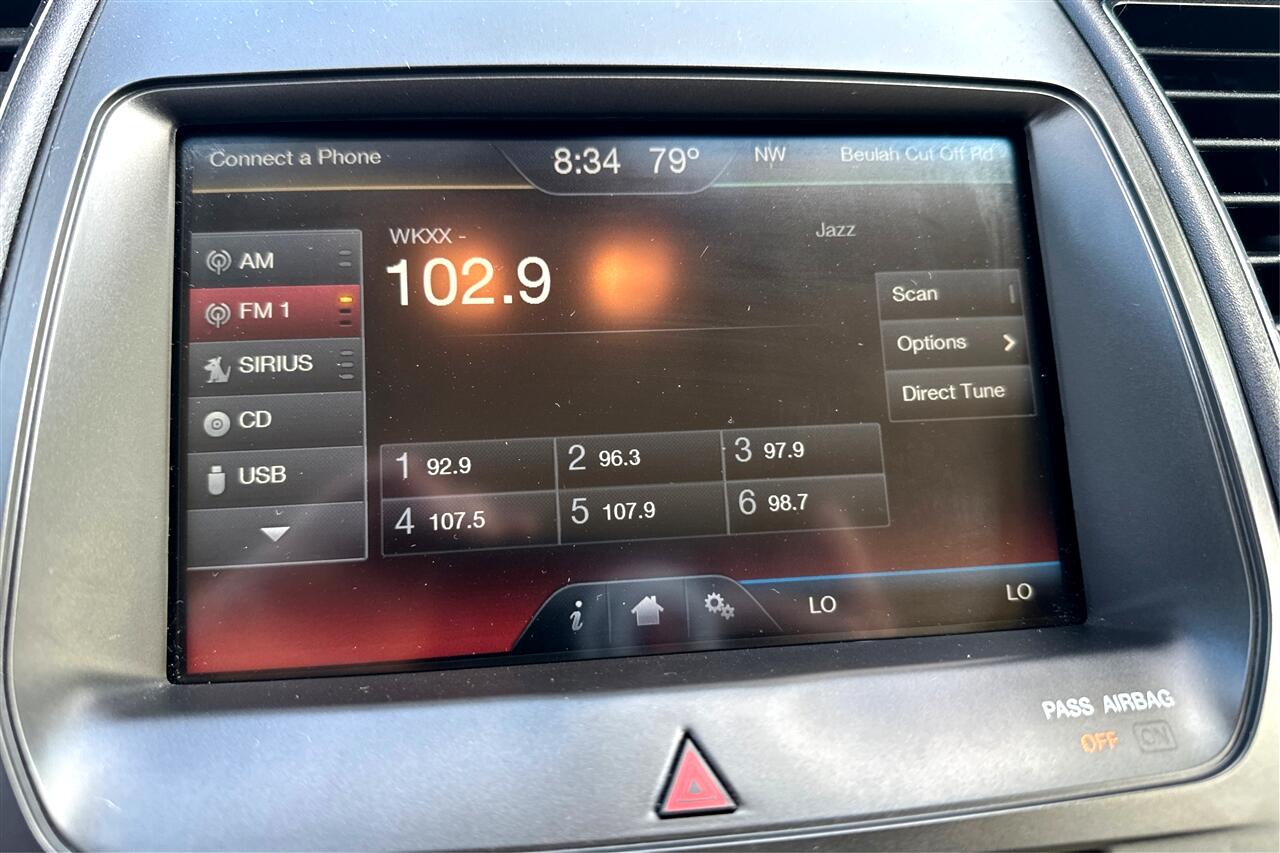 Connect a Phone 8:34 79° NW Beulah Cut Off Rd
WKXX -
102.9
Jazz
AM
FM 1
SIRIUS
CD
USB
Scan
Options
Direct Tune
1 92.9 2 96.3 3 97.9
4 107.5 5 107.9 6 98.7
i LO LO
PASS AIRBAG
OFF ON